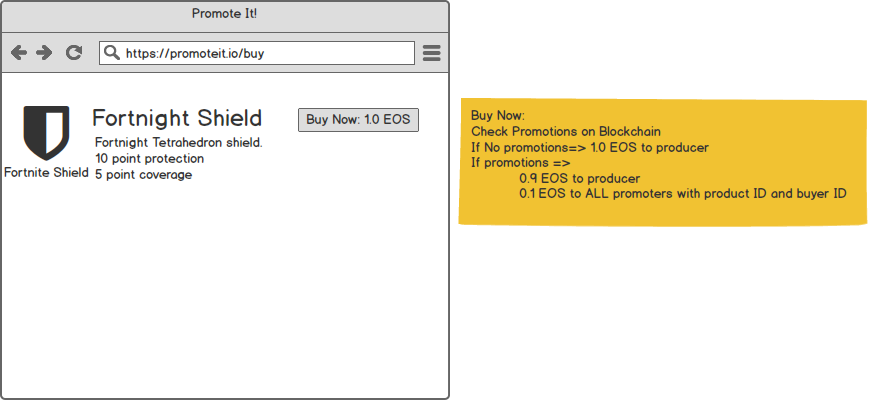 Promote It!
https://promoteit.io/buy
Fortnight Shield
Buy Now: 1.0 EOS
Fortnight Tetrahedron shield.
10 point protection
5 point coverage
Fortnite Shield
Buy Now:
Check Promotions on Blockchain
If No promotions=> 1.0 EOS to producer
If promotions =>
0.9 EOS to producer
0.1 EOS to ALL promoters with product ID and buyer ID